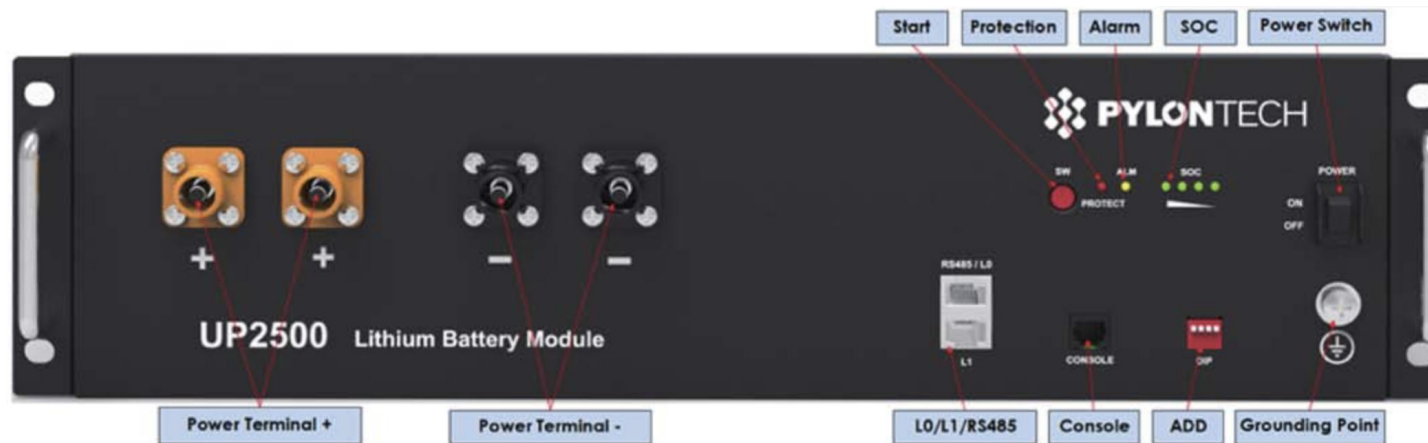 Start
Protection
Alarm
SOC
Power Switch
PYLONTECH
SW
ALM
SOC
POWER
PROTECT
ON
OFF
RS485 / L0
+ + − −
UP2500 Lithium Battery Module
L1
CONSOLE
DIP
Power Terminal +
Power Terminal -
L0/L1/RS485
Console
ADD
Grounding Point